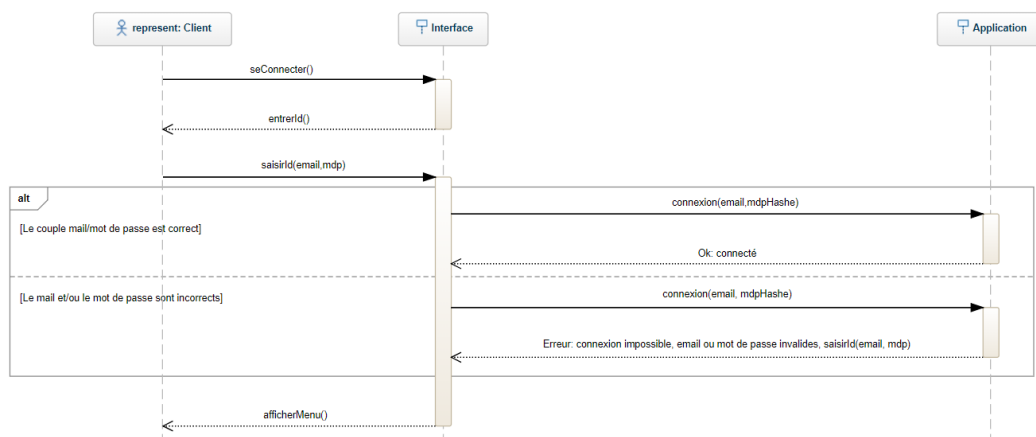 represent: Client
Interface
Application
seConnecter()
entrerId()
saisirId(email,mdp)
alt
connexion(email,mdpHashe)
[Le couple mail/mot de passe est correct]
Ok: connecté
[Le mail et/ou le mot de passe sont incorrects]
connexion(email, mdpHashe)
Erreur: connexion impossible, email ou mot de passe invalides, saisirId(email, mdp)
afficherMenu()